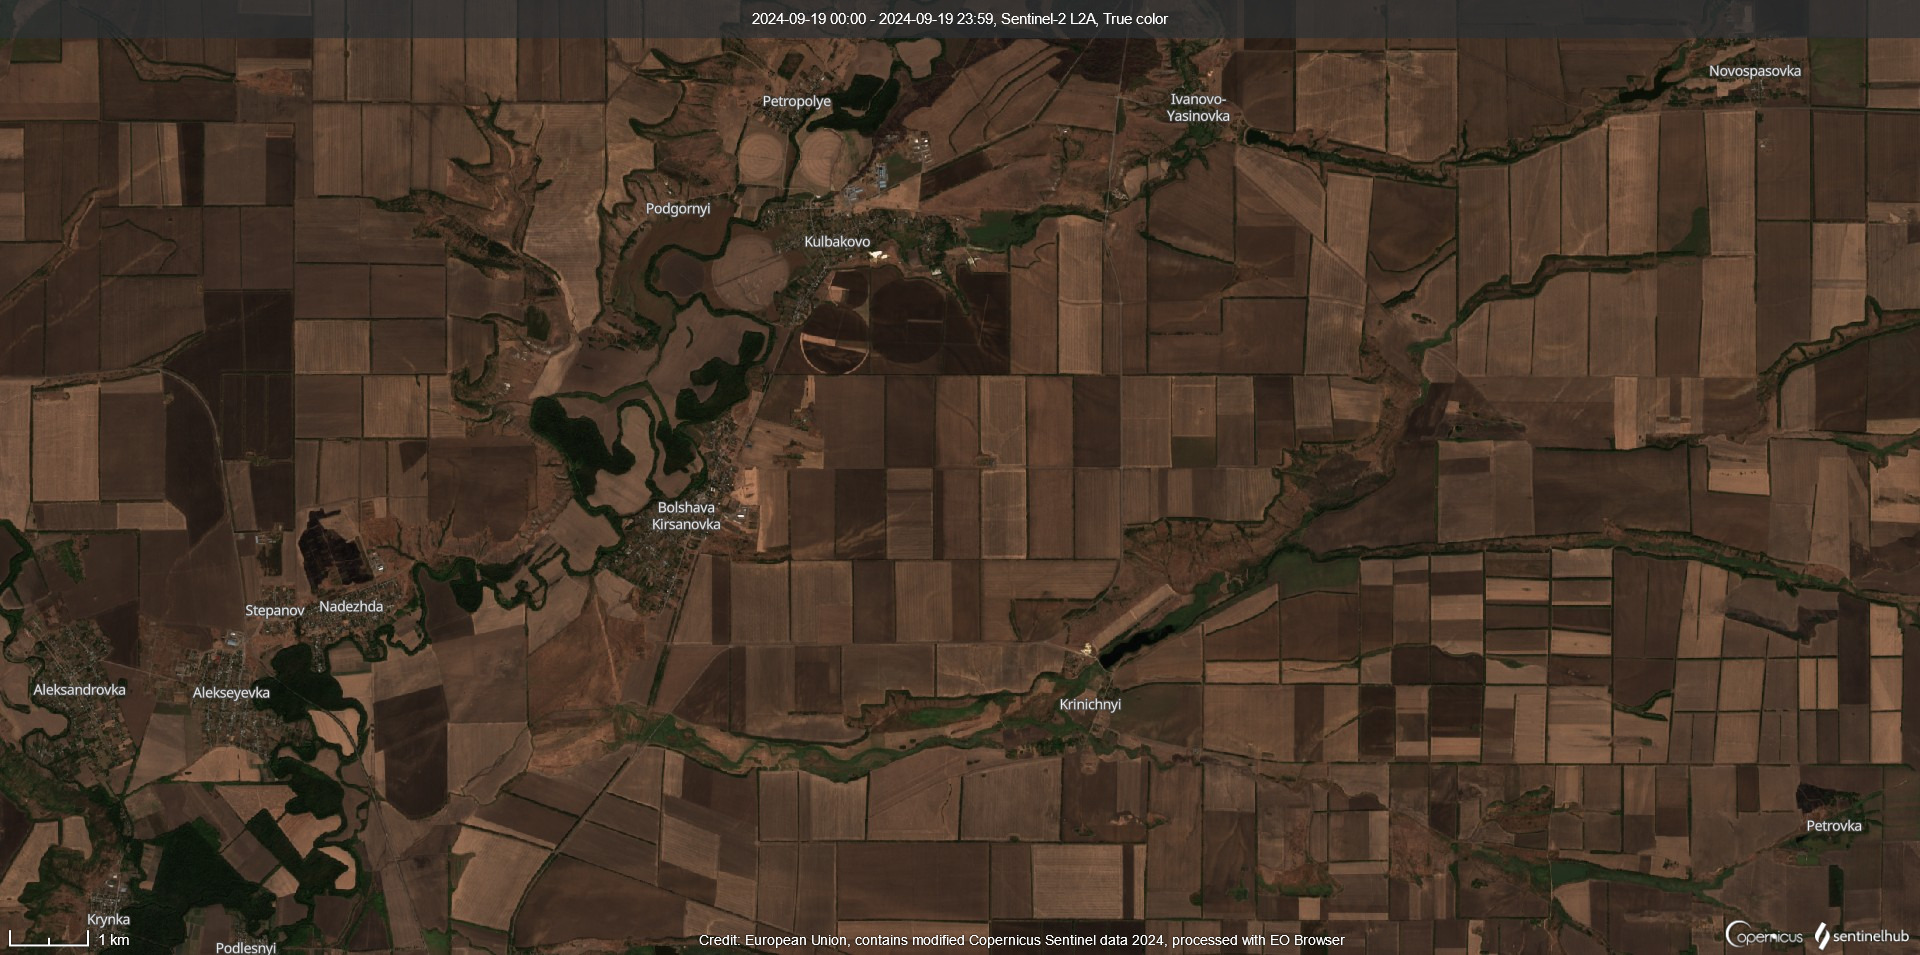 2024-09-19 00:00 - 2024-09-19 23:59, Sentinel-2 L2A, True color
Novospasovka
Petropolye
Ivanovo-
Yasinovka
Podgornyi
Kulbakovo
Bolshava
Kirsanovka
Stepanov
Nadezhda
Aleksandrovka
Alekseyevka
Krinichnyi
Petrovka
Krynka
Podlesnyi
1 km
Credit: European Union, contains modified Copernicus Sentinel data 2024, processed with EO Browser
Copernicus
sentinelhub